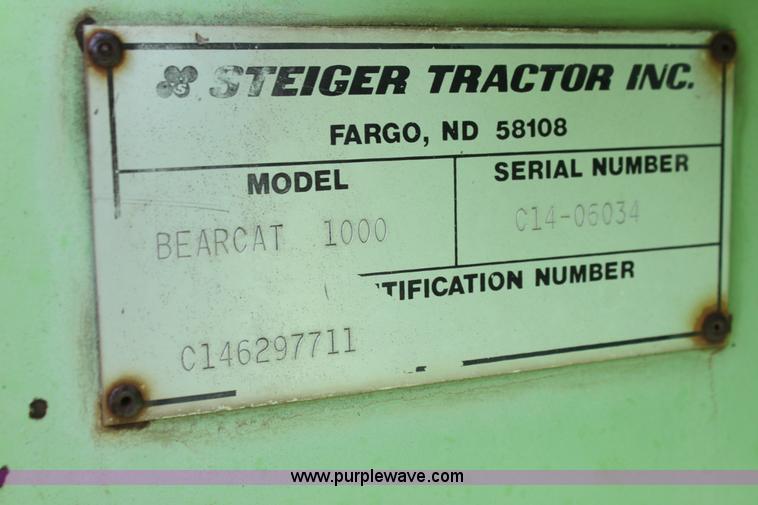 STEIGER TRACTOR INC.
FARGO, ND 58108
MODEL
SERIAL NUMBER
BEARCAT 1000
C14-06034
TIFICATION NUMBER
C146297711
www.purplewave.com